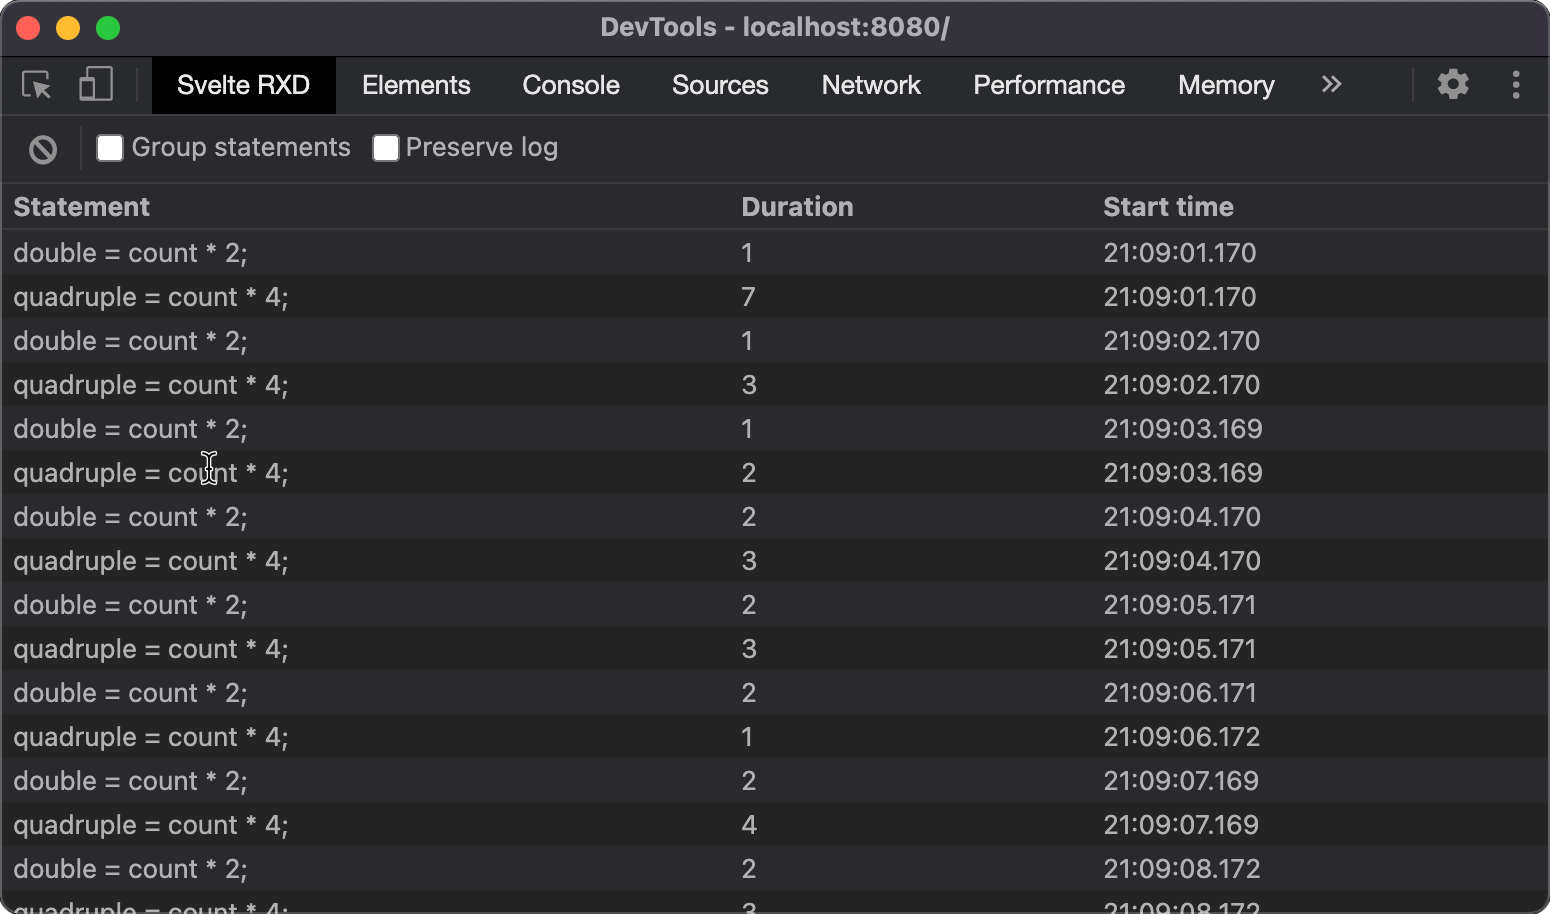 DevTools - localhost:8080/
Svelte RXD Elements Console Sources Network Performance Memory »
Group statements Preserve log
Statement Duration Start time
double = count * 2; 1 21:09:01.170
quadruple = count * 4; 7 21:09:01.170
double = count * 2; 1 21:09:02.170
quadruple = count * 4; 3 21:09:02.170
double = count * 2; 1 21:09:03.169
quadruple = count * 4; 2 21:09:03.169
double = count * 2; 2 21:09:04.170
quadruple = count * 4; 3 21:09:04.170
double = count * 2; 2 21:09:05.171
quadruple = count * 4; 3 21:09:05.171
double = count * 2; 2 21:09:06.171
quadruple = count * 4; 1 21:09:06.172
double = count * 2; 2 21:09:07.169
quadruple = count * 4; 4 21:09:07.169
double = count * 2; 2 21:09:08.172
quadruple = count * 4; 3 21:09:08.172